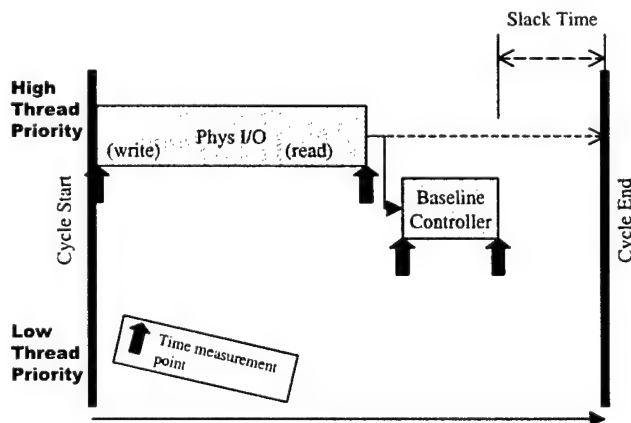 Slack Time
High
Thread
Priority
Phys I/O
(write) (read)
Cycle Start
Baseline
Controller
Cycle End
Low
Thread
Priority
Time measurement
point